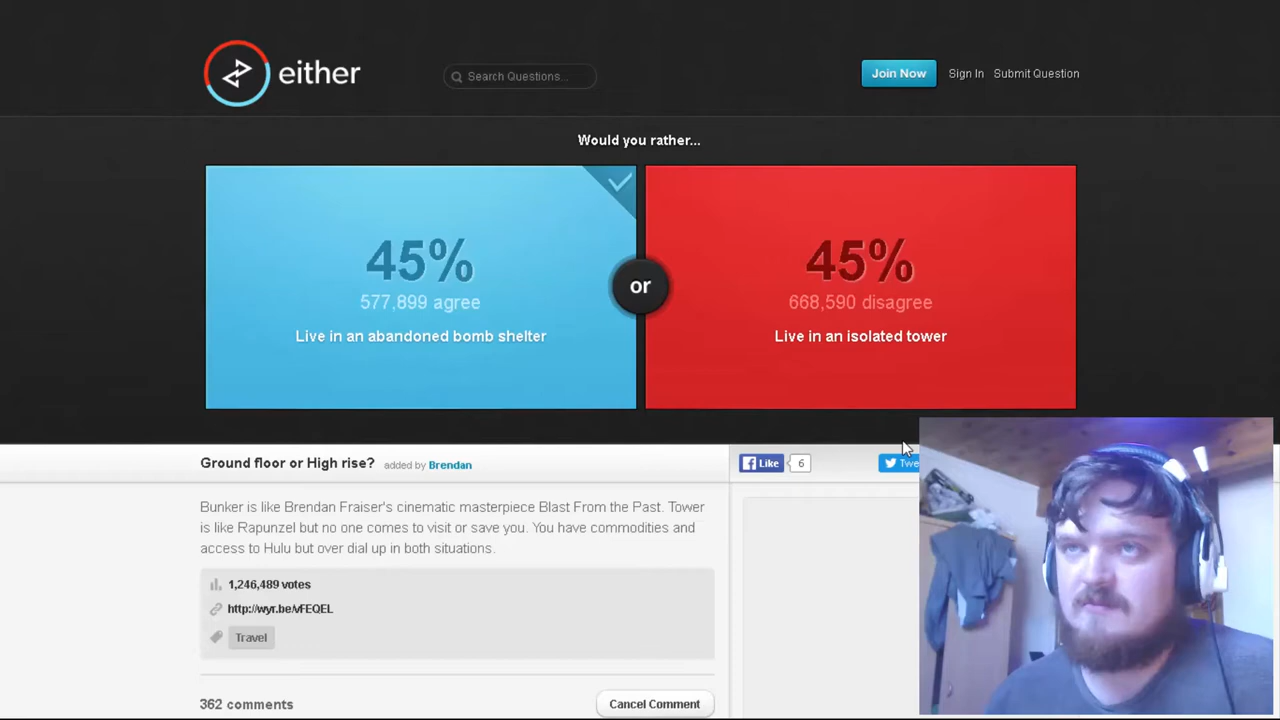 either
Search Questions...
Join Now
Sign In
Submit Question
Would you rather...
45%
577,899 agree
Live in an abandoned bomb shelter
or
45%
668,590 disagree
Live in an isolated tower
Ground floor or High rise? added by Brendan
Like
6
Twe
Bunker is like Brendan Fraiser's cinematic masterpiece Blast From the Past. Tower
is like Rapunzel but no one comes to visit or save you. You have commodities and
access to Hulu but over dial up in both situations.
1,246,489 votes
http://wyr.be/vFEQEL
Travel
362 comments
Cancel Comment